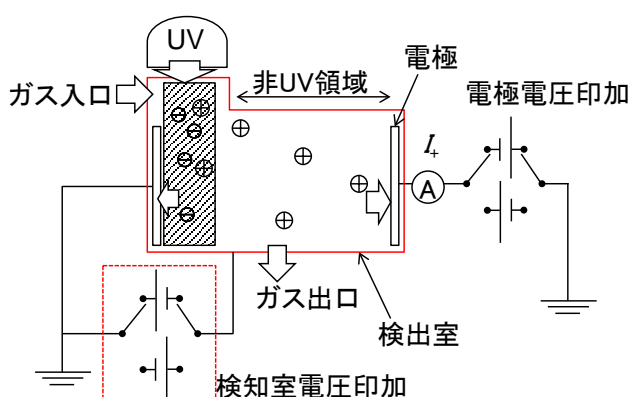 UV
電極
ガス入口
非UV領域
電極電圧印加
I₊
A
ガス出口
検出室
検知室電圧印加